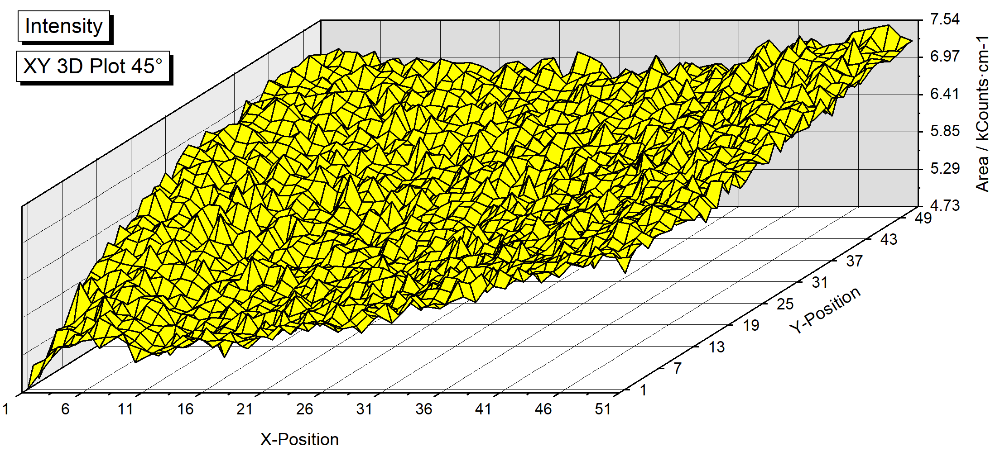 Intensity
XY 3D Plot 45°
7.54
6.97
6.41
5.85
5.29
4.73
Area / kCounts·cm-1
49
43
37
31
25
19
13
7
1
Y-Position
1 6 11 16 21 26 31 36 41 46 51
X-Position